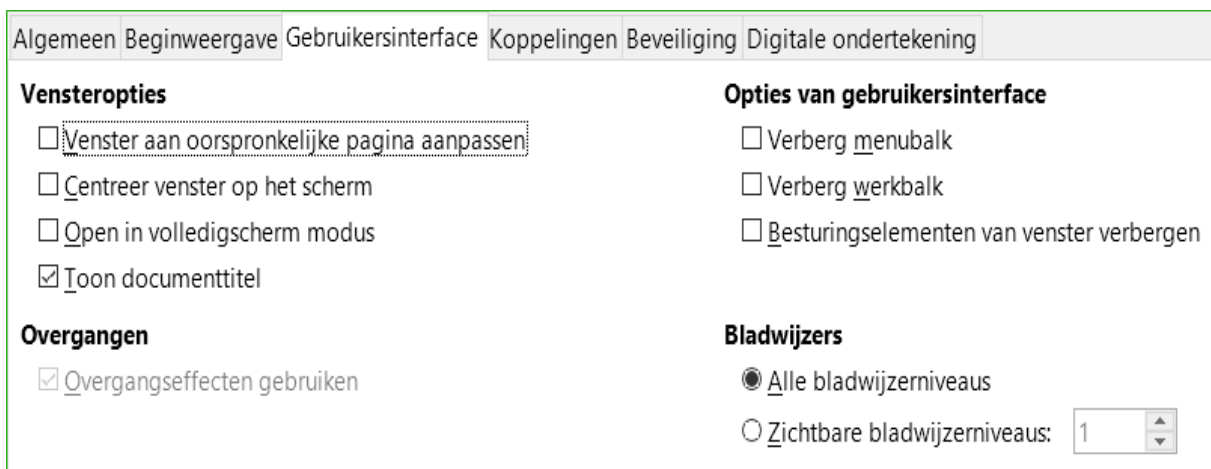 Algemeen Beginweergave Gebruikersinterface Koppelingen Beveiliging Digitale ondertekening
Vensteropties
Venster aan oorspronkelijke pagina aanpassen
Centreer venster op het scherm
Open in volledigscherm modus
Toon documenttitel
Opties van gebruikersinterface
Verberg menubalk
Verberg werkbalk
Besturingselementen van venster verbergen
Overgangen
Overgangseffecten gebruiken
Bladwijzers
Alle bladwijzerniveaus
Zichtbare bladwijzerniveaus: 1